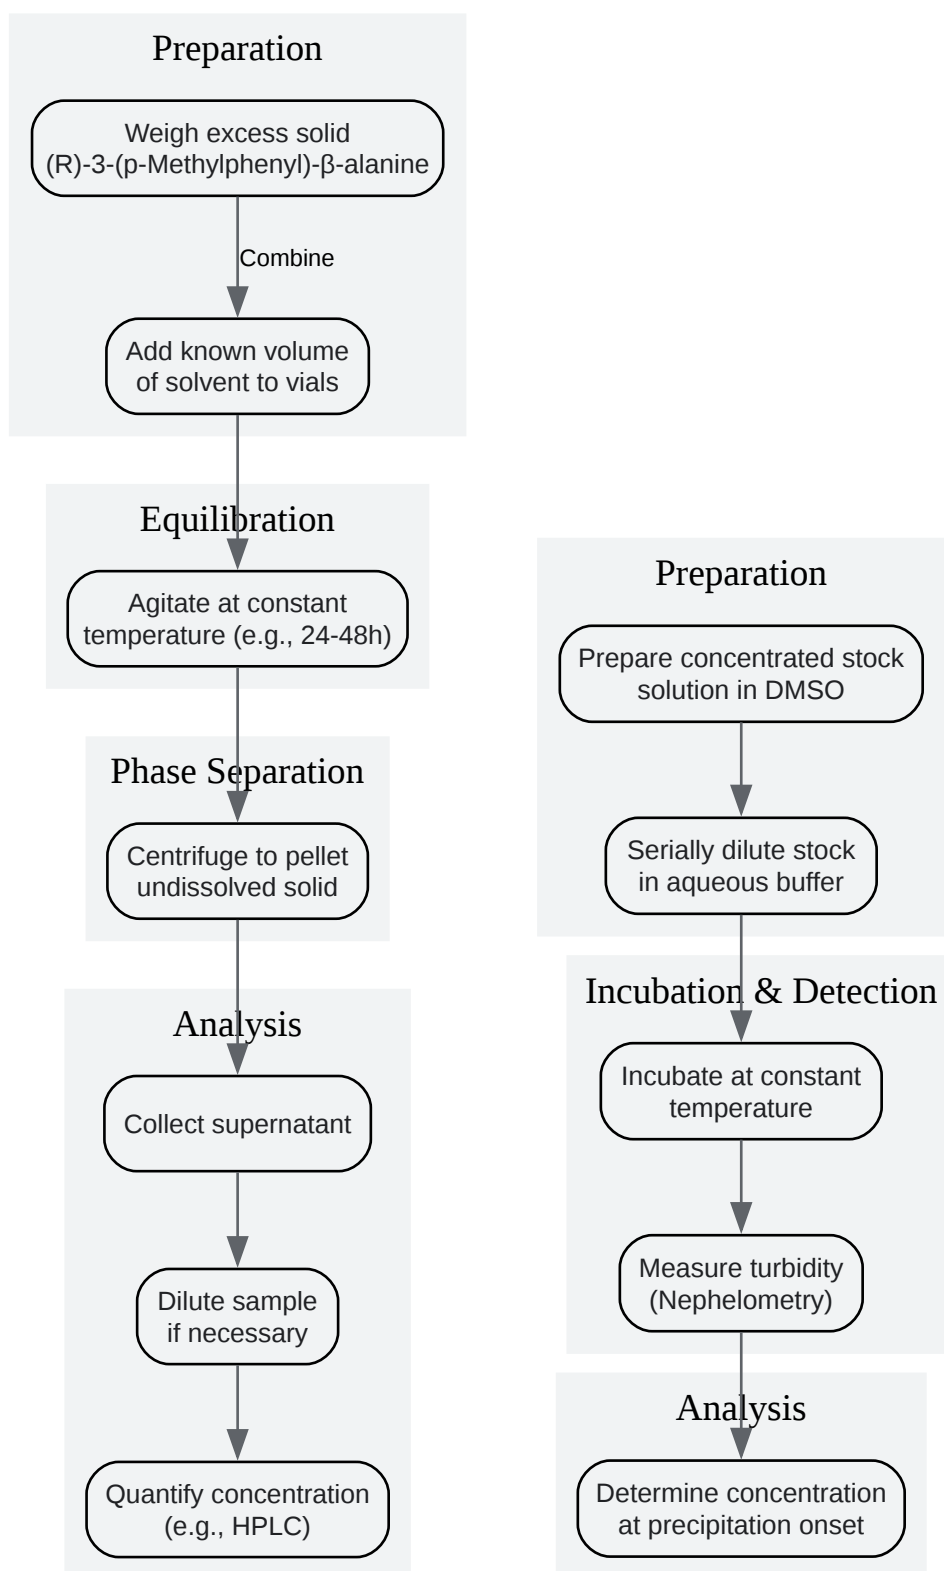 Preparation
Weigh excess solid
(R)-3-(p-Methylphenyl)-β-alanine
Combine
Add known volume
of solvent to vials
Equilibration
Agitate at constant
temperature (e.g., 24-48h)
Phase Separation
Centrifuge to pellet
undissolved solid
Analysis
Collect supernatant
Dilute sample
if necessary
Quantify concentration
(e.g., HPLC)
Preparation
Prepare concentrated stock
solution in DMSO
Serially dilute stock
in aqueous buffer
Incubation & Detection
Incubate at constant
temperature
Measure turbidity
(Nephelometry)
Analysis
Determine concentration
at precipitation onset